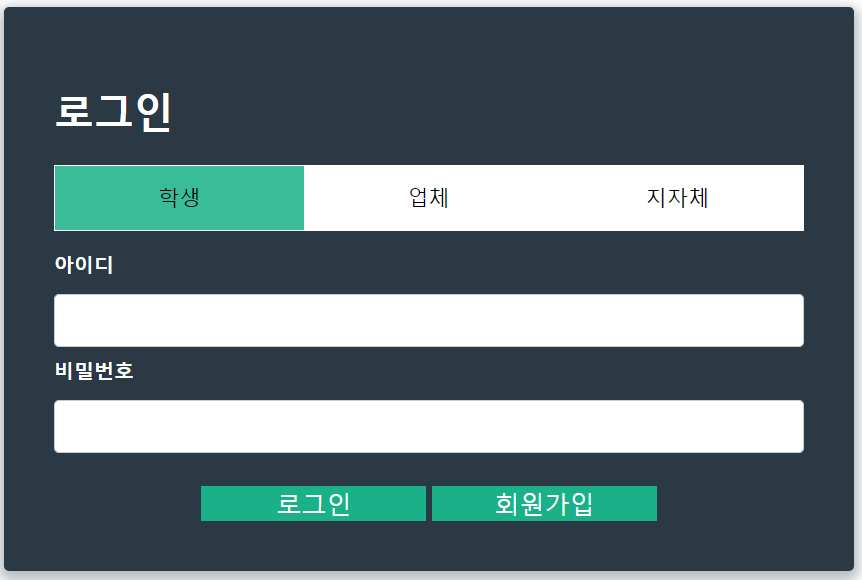 로그인
학생 업체 지자체
아이디
비밀번호
로그인 회원가입